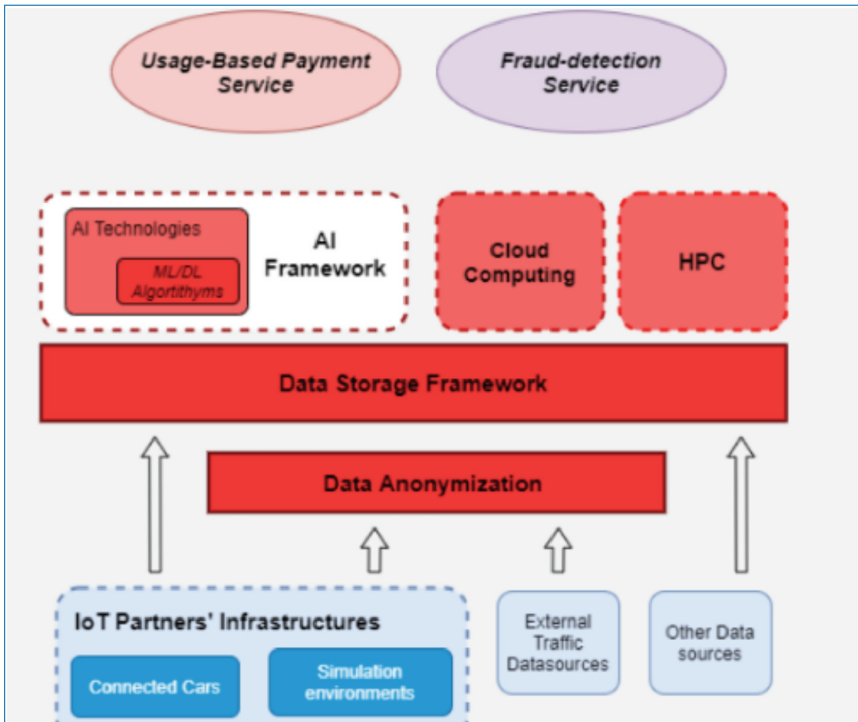 Usage-Based Payment
Service
Fraud-detection
Service
AI Technologies
ML/DL
Algortithyms
AI
Framework
Cloud
Computing
HPC
Data Storage Framework
Data Anonymization
IoT Partners' Infrastructures
Connected Cars
Simulation
environments
External
Traffic
Datasources
Other Data
sources